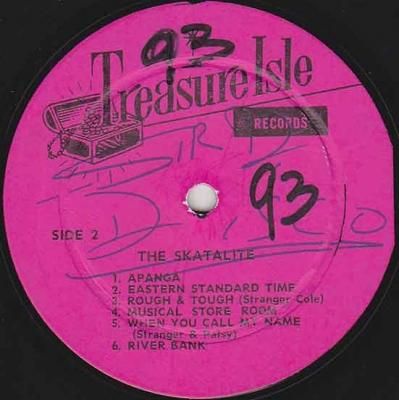 93
Treasure Isle
RECORDS
93
SIDE 2
THE SKATALITE
1. APANGA
2. EASTERN STANDARD TIME
3. ROUGH & TOUGH (Stranger Cole)
4. MUSICAL STORE ROOM
5. WHEN YOU CALL MY NAME
(Stranger & Patsy)
6. RIVER BANK